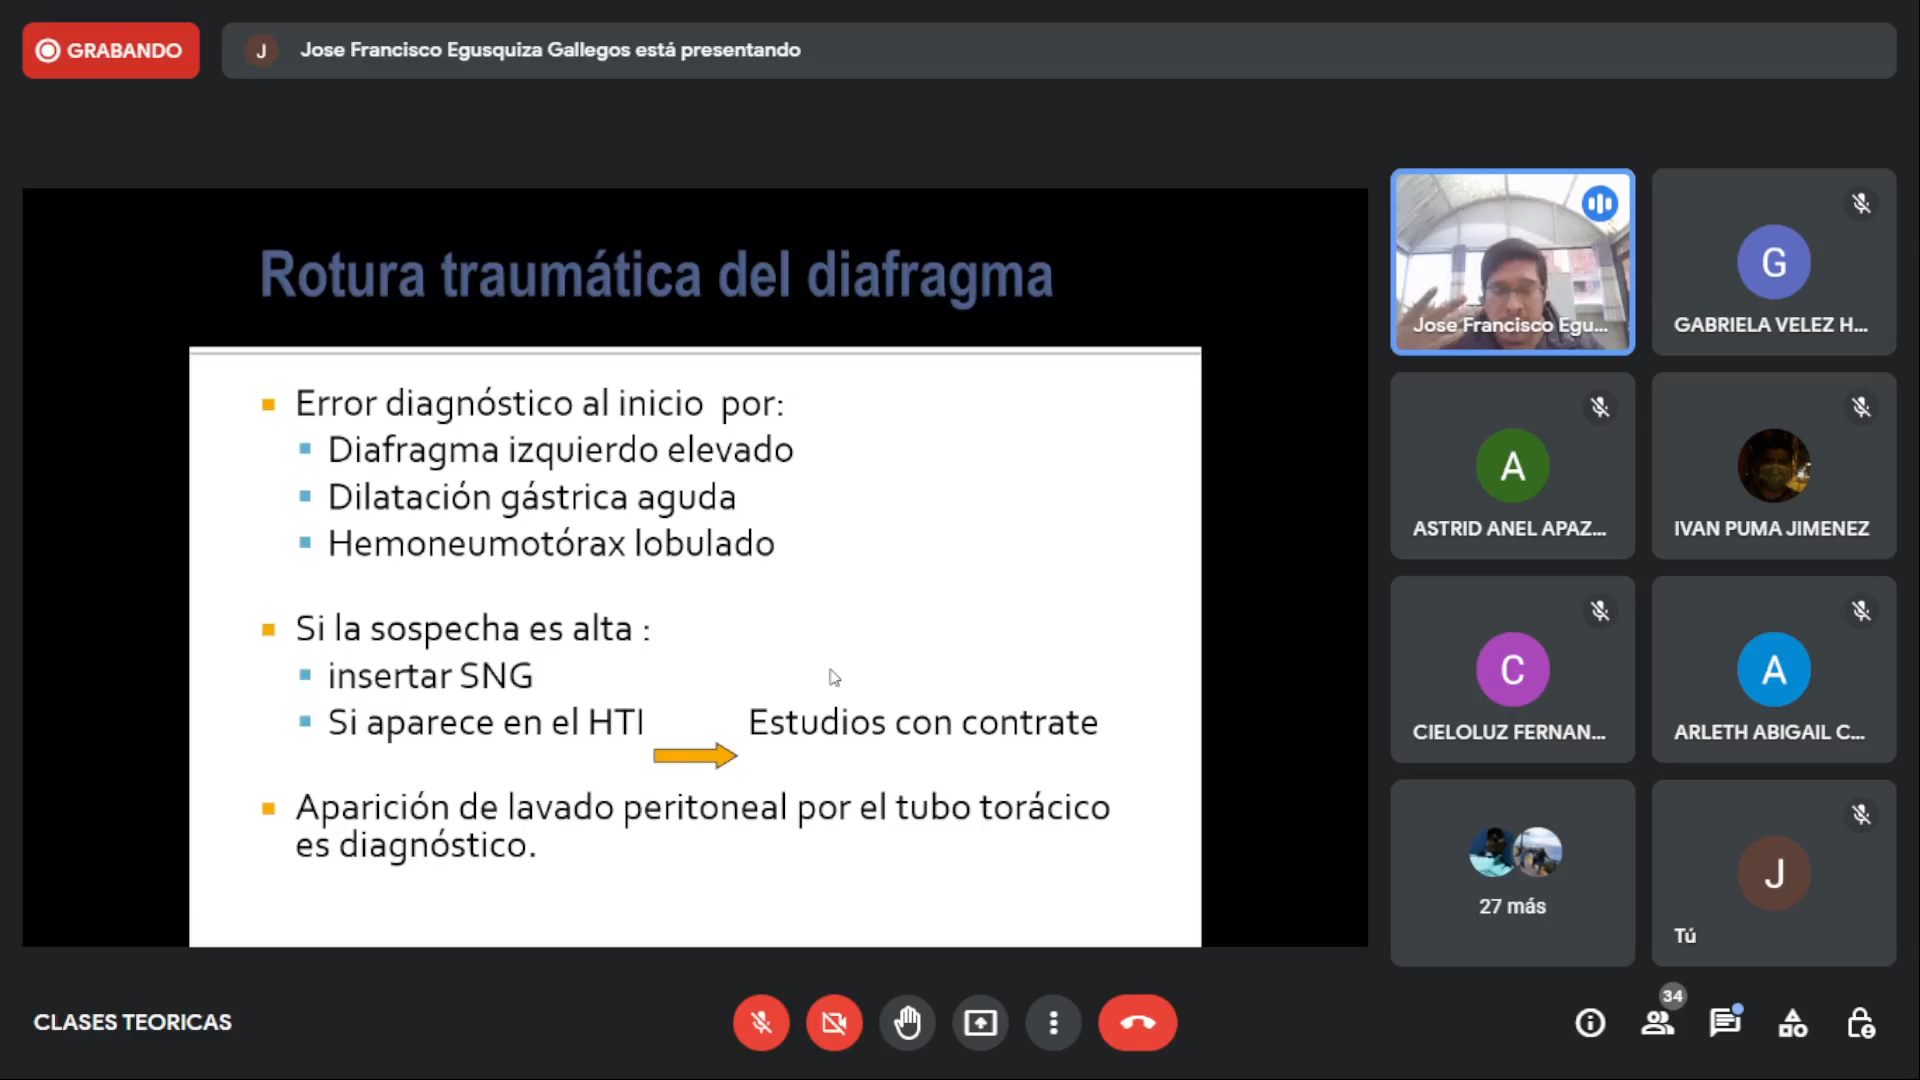 GRABANDO
J
Jose Francisco Egusquiza Gallegos está presentando
Rotura traumática del diafragma
Error diagnóstico al inicio por:
Diafragma izquierdo elevado
Dilatación gástrica aguda
Hemoneumotórax lobulado
Si la sospecha es alta :
insertar SNG
Si aparece en el HTI Estudios con contrate
Aparición de lavado peritoneal por el tubo torácico
es diagnóstico.
Jose Francisco Egu...
G
GABRIELA VELEZ H...
A
ASTRID ANEL APAZ...
IVAN PUMA JIMENEZ
C
CIELOLUZ FERNAN...
A
ARLETH ABIGAIL C...
27 más
J
Tú
CLASES TEORICAS
34